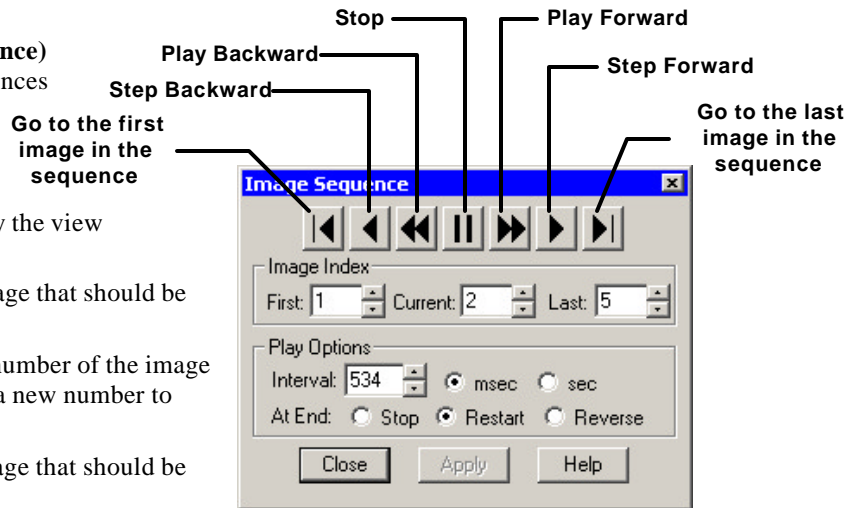 Stop
Play Forward
nce)
Play Backward
Step Forward
nces
Step Backward
Go to the first
image in the
sequence
Go to the last
image in the
sequence
Image Sequence
y the view
Image Index
First: 1 Current: 2 Last: 5
age that should be
Play Options
number of the image
Interval: 534 msec sec
a new number to
At End: Stop Restart Reverse
age that should be
Close Apply Help